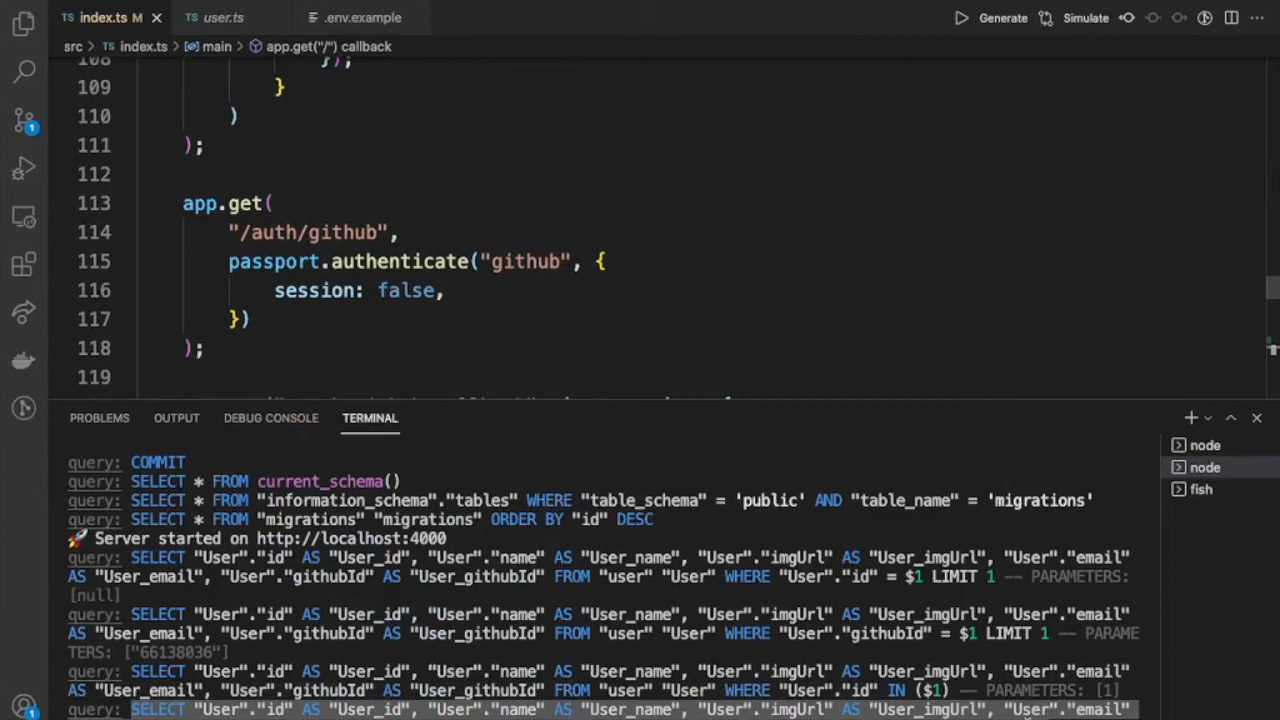 TS index.ts M
TS user.ts
.env.example
Generate
Simulate
src > TS index.ts > main > app.get("/") callback
108 });
109 }
110 )
111 );
112
113 app.get(
114 "/auth/github",
115 passport.authenticate("github", {
116 session: false,
117 })
118 );
119
PROBLEMS OUTPUT DEBUG CONSOLE TERMINAL
query: COMMIT
query: SELECT * FROM current_schema()
query: SELECT * FROM "information_schema"."tables" WHERE "table_schema" = 'public' AND "table_name" = 'migrations'
query: SELECT * FROM "migrations" "migrations" ORDER BY "id" DESC
🚀 Server started on http://localhost:4000
query: SELECT "User"."id" AS "User_id", "User"."name" AS "User_name", "User"."imgUrl" AS "User_imgUrl", "User"."email"
AS "User_email", "User"."githubId" AS "User_githubId" FROM "user" "User" WHERE "User"."id" = $1 LIMIT 1 -- PARAMETERS:
[null]
query: SELECT "User"."id" AS "User_id", "User"."name" AS "User_name", "User"."imgUrl" AS "User_imgUrl", "User"."email"
AS "User_email", "User"."githubId" AS "User_githubId" FROM "user" "User" WHERE "User"."githubId" = $1 LIMIT 1 -- PARAME
TERS: ["66138036"]
query: SELECT "User"."id" AS "User_id", "User"."name" AS "User_name", "User"."imgUrl" AS "User_imgUrl", "User"."email"
AS "User_email", "User"."githubId" AS "User_githubId" FROM "user" "User" WHERE "User"."id" IN ($1) -- PARAMETERS: [1]
query: SELECT "User"."id" AS "User_id", "User"."name" AS "User_name", "User"."imgUrl" AS "User_imgUrl", "User"."email"
node
node
fish
1
1